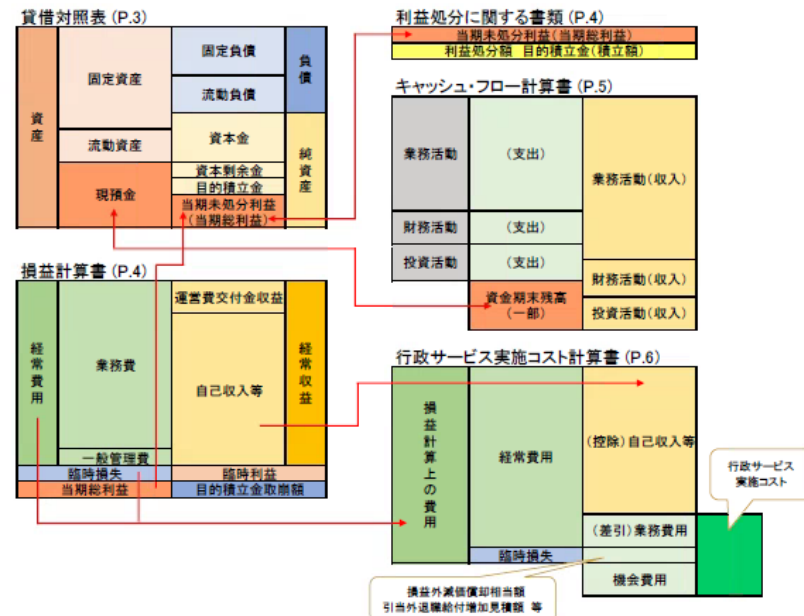 貸借対照表 (P.3)
資産
固定資産
流動資産
現預金
固定負債
流動負債
資本金
資本剰余金
目的積立金
当期未処分利益
(当期総利益)
負債
純資産
利益処分に関する書類 (P.4)
当期未処分利益(当期総利益)
利益処分額 目的積立金(積立額)
キャッシュ・フロー計算書 (P.5)
業務活動
(支出)
業務活動(収入)
財務活動
(支出)
投資活動
(支出)
財務活動(収入)
資金期末残高
(一部)
投資活動(収入)
損益計算書 (P.4)
経常費用
業務費
一般管理費
運営費交付金収益
自己収入等
経常収益
臨時損失
臨時利益
当期総利益
目的積立金取崩額
行政サービス実施コスト計算書 (P.6)
損益計算上の費用
経常費用
(控除)自己収入等
(差引)業務費用
臨時損失
機会費用
行政サービス
実施コスト
損益外減価償却相当額
引当外退職給付増加見積額 等